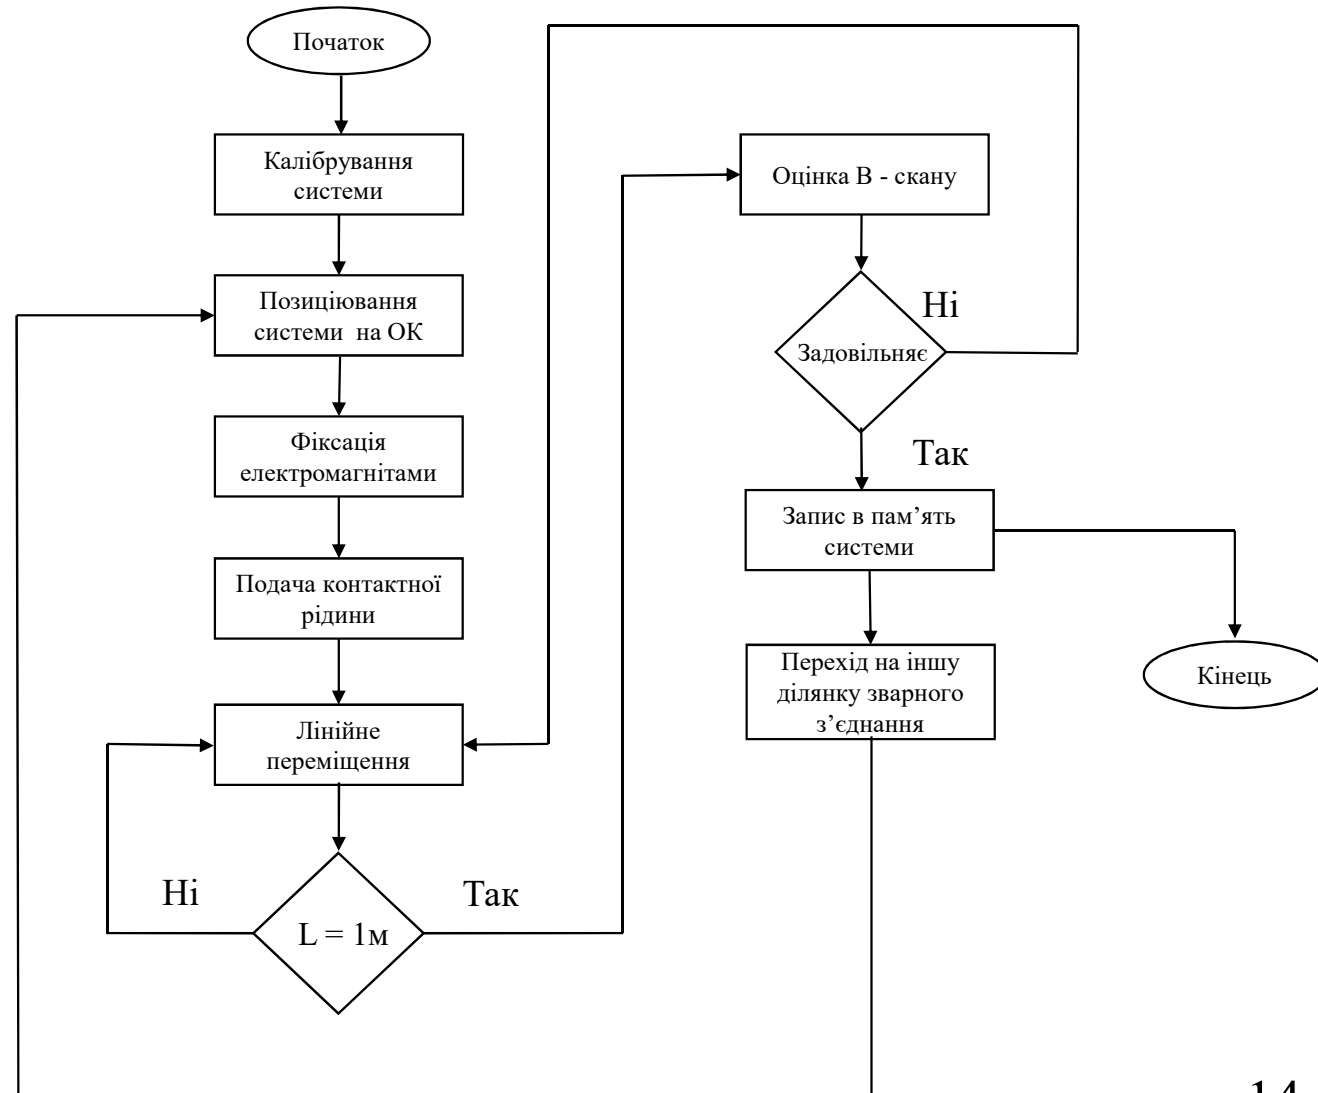 Початок
Калібрування
системи
Позиціювання
системи на ОК
Фіксація
електромагнітами
Подача контактної
рідини
Лінійне
переміщення
Ні
Так
L = 1м
Оцінка В - скану
Ні
Задовільняє
Так
Запис в пам’ять
системи
Перехід на іншу
ділянку зварного
з’єднання
Кінець
14